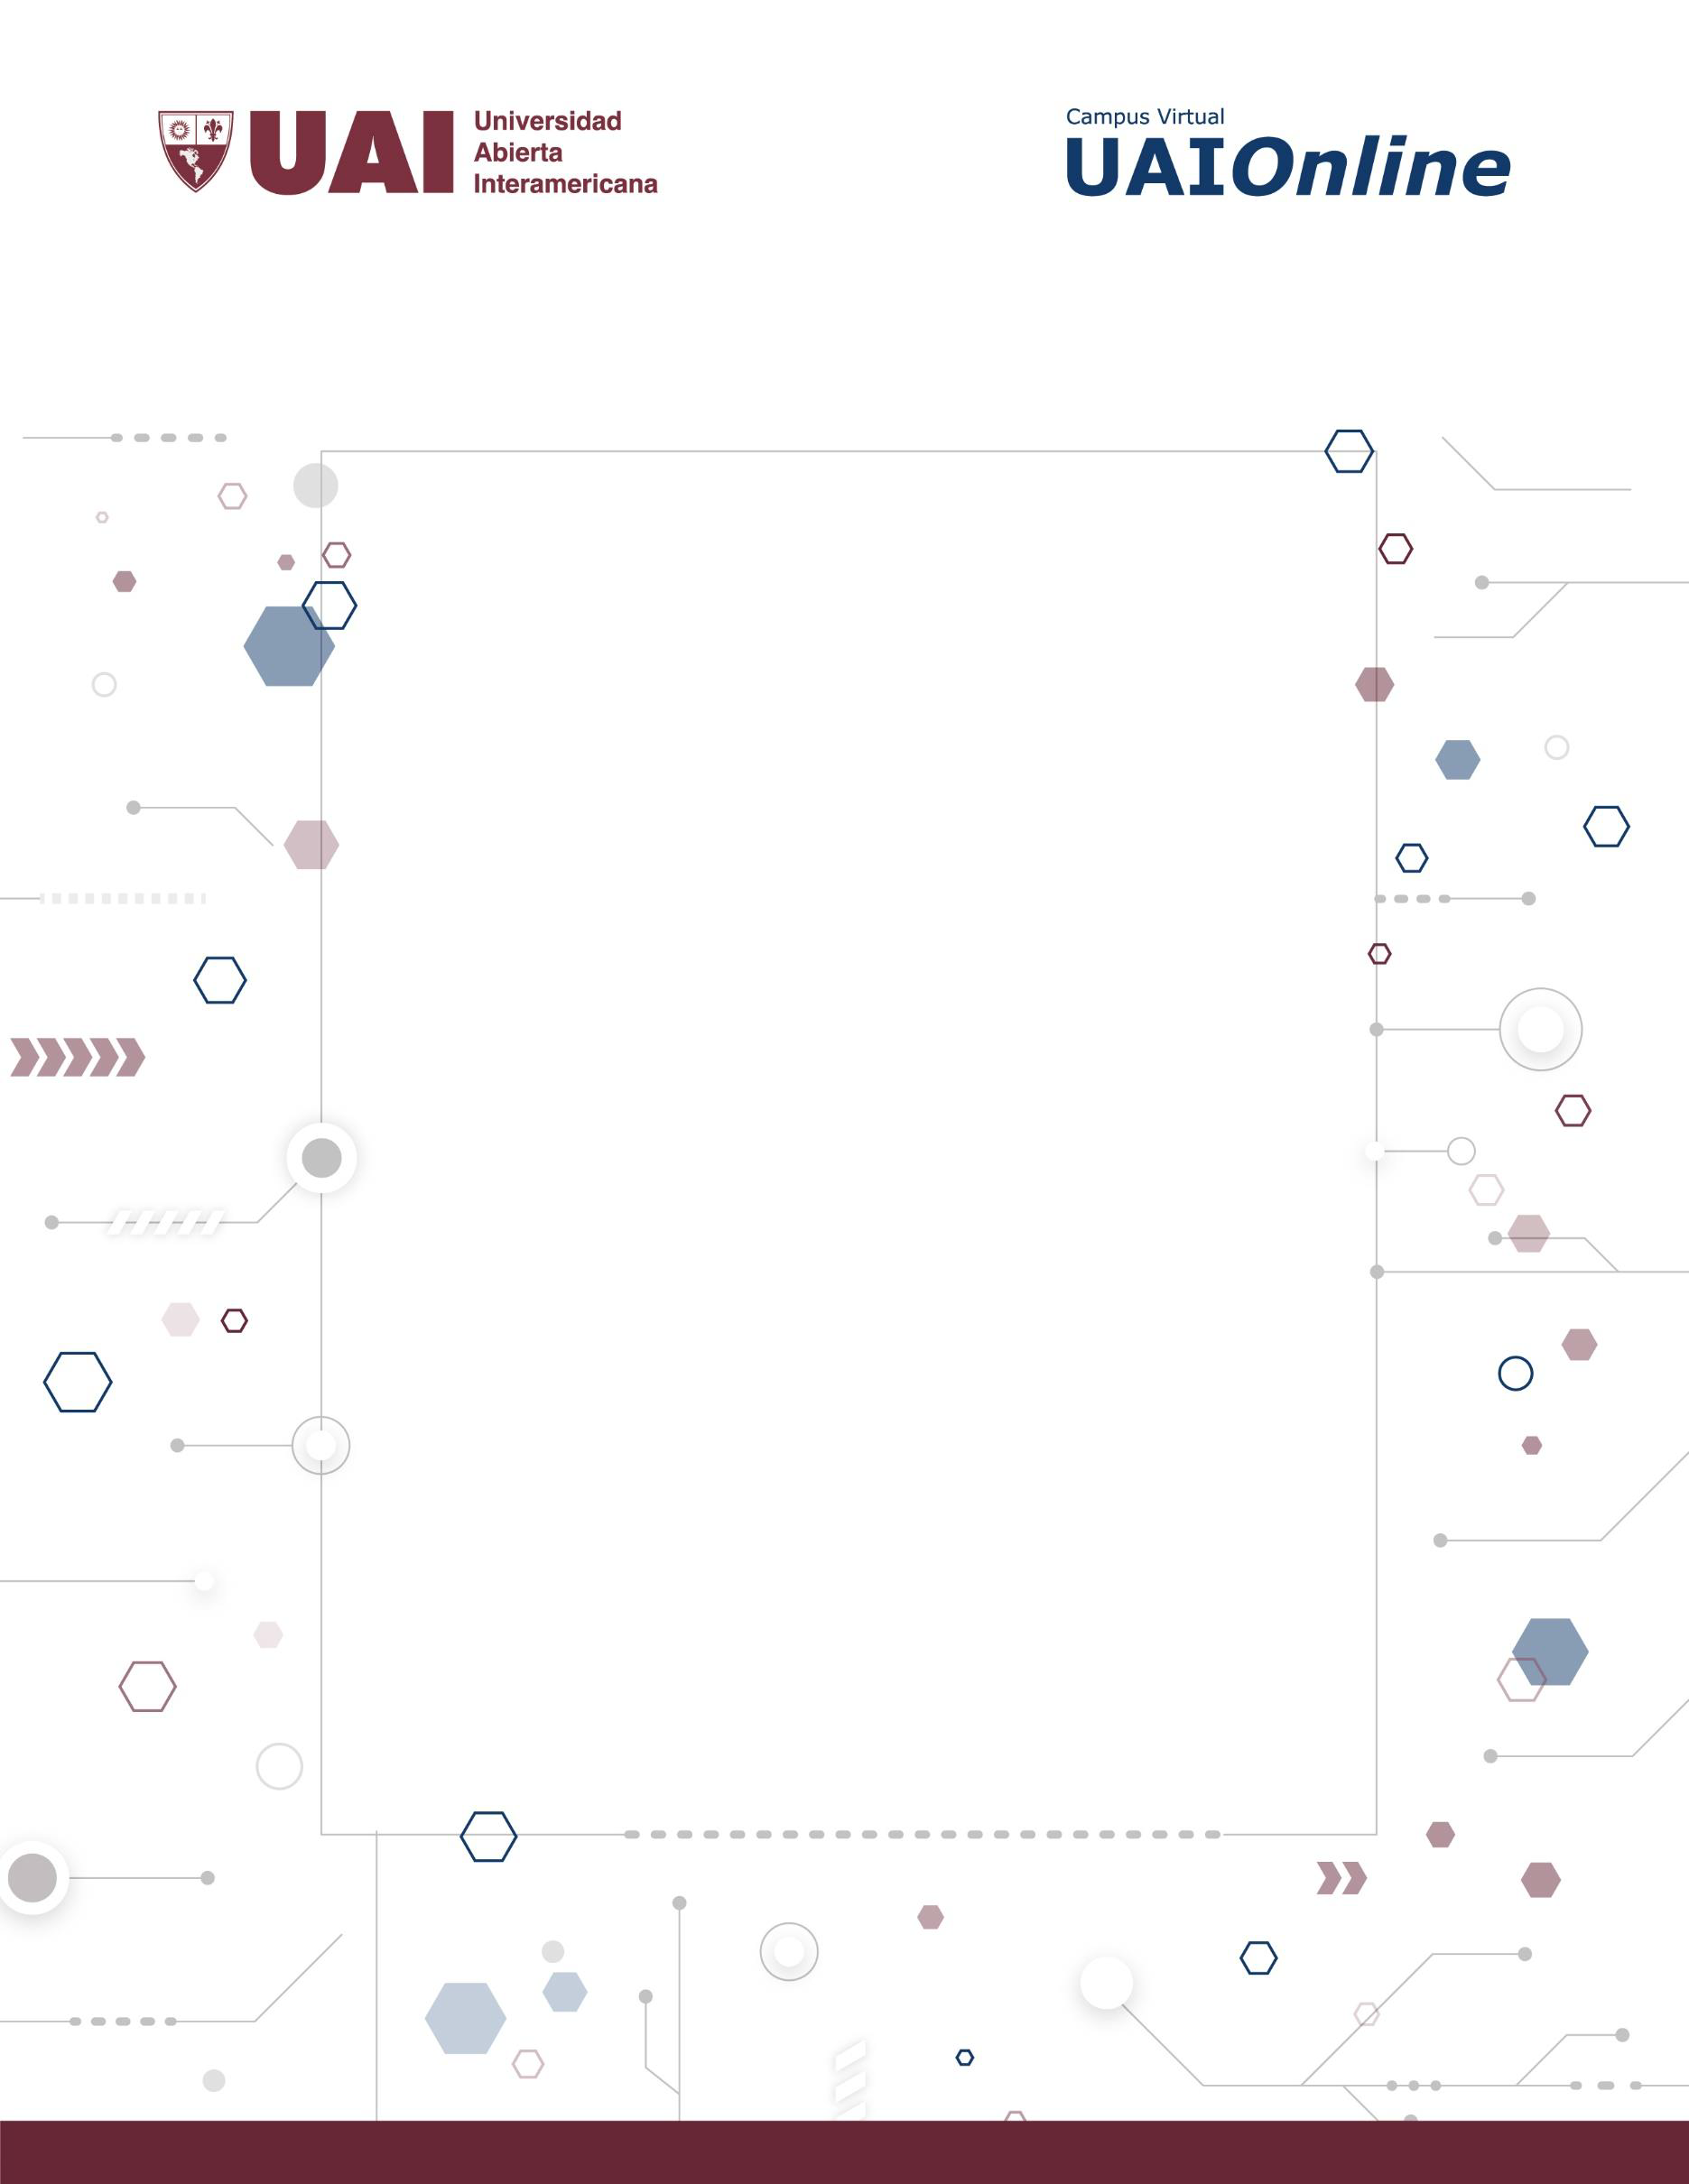 UAI
Universidad
Abierta
Interamericana
Campus Virtual
UAIOnline